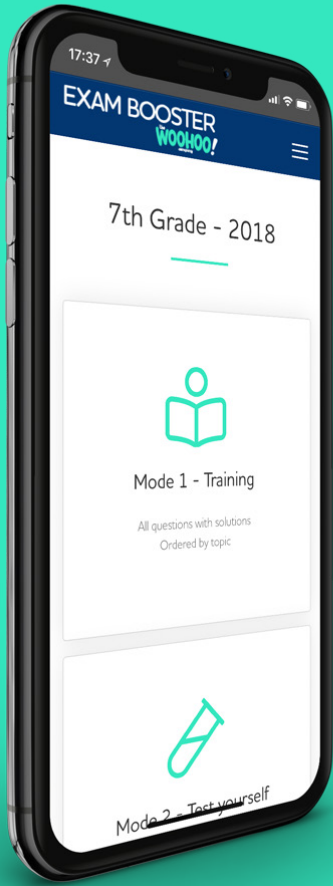 17:37
EXAM BOOSTER
WOOHOO!
7th Grade - 2018
Mode 1 - Training
All questions with solutions
Ordered by topic
Mode 2 - Test yourself